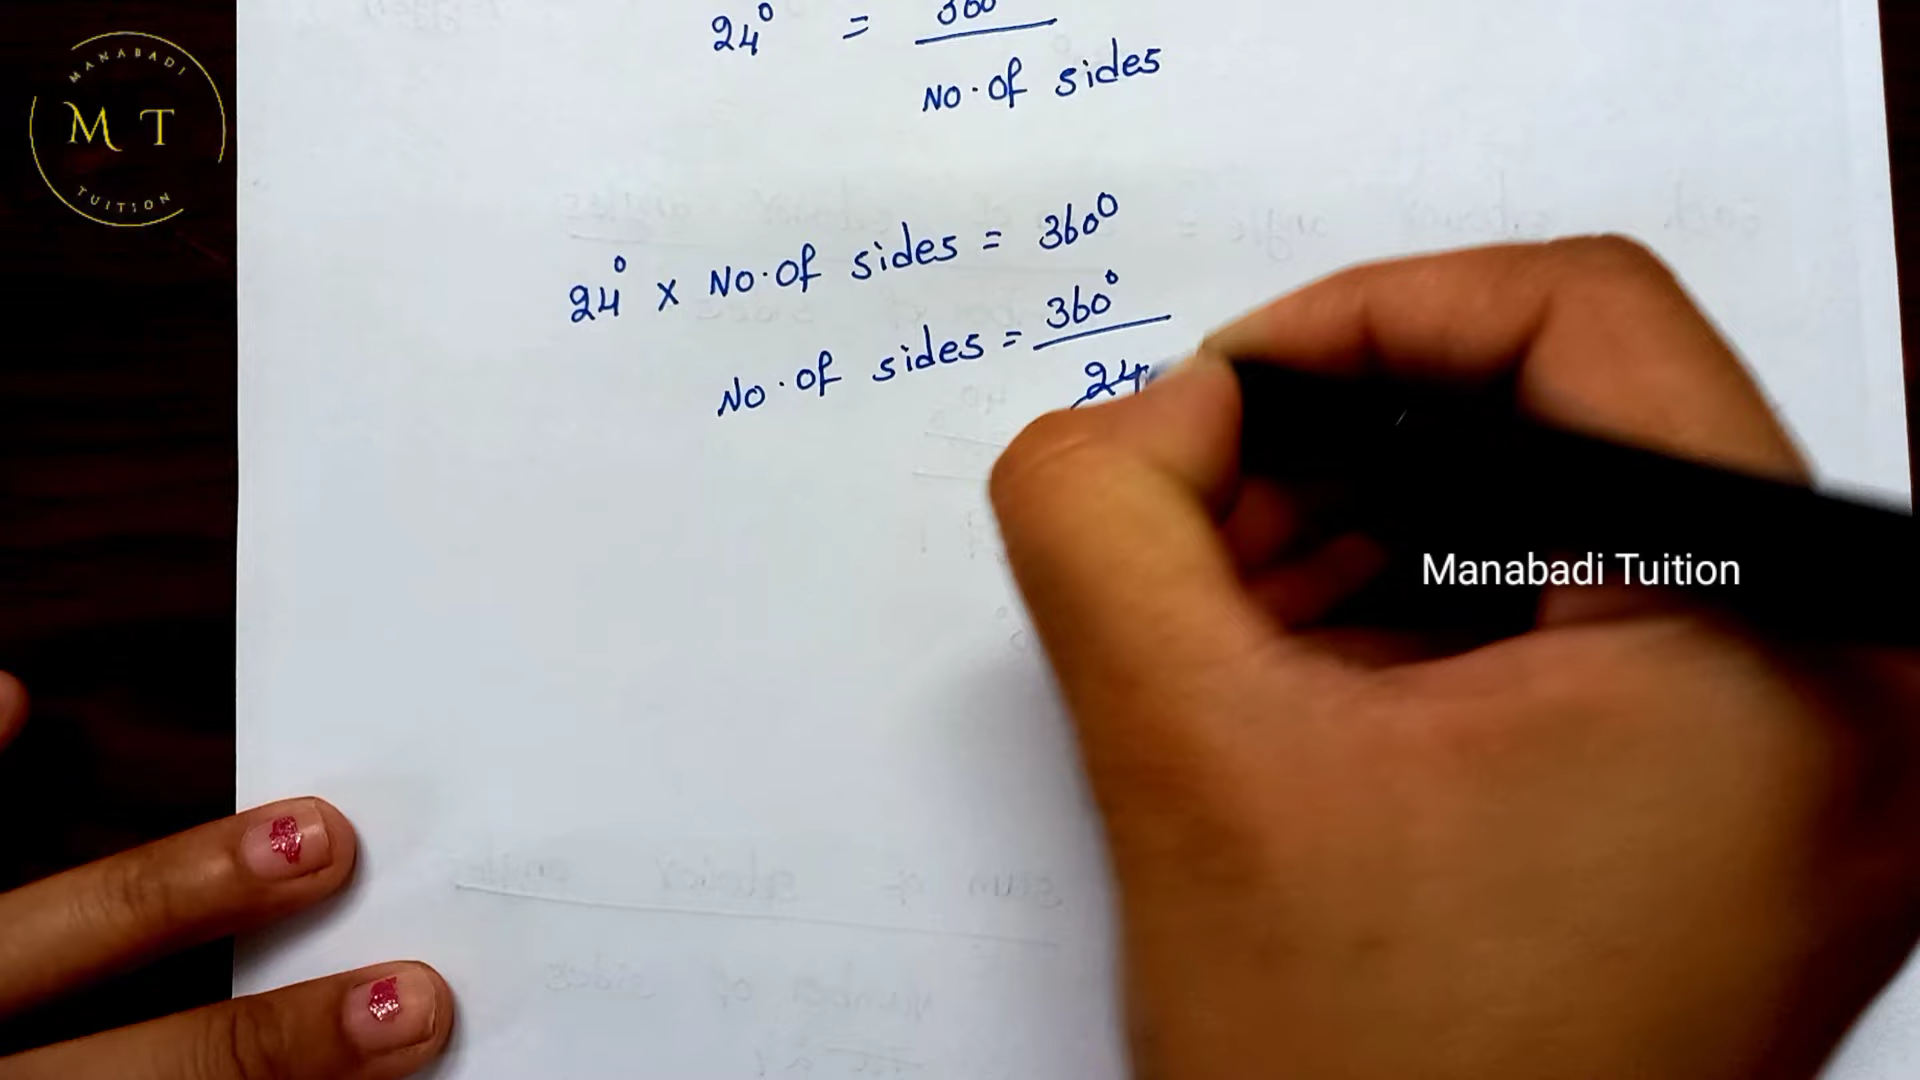 MANABADI
M T
TUITION
24° = 360
No. of sides
24° x No. of sides = 360°
No. of sides = 360°
24
Manabadi Tuition